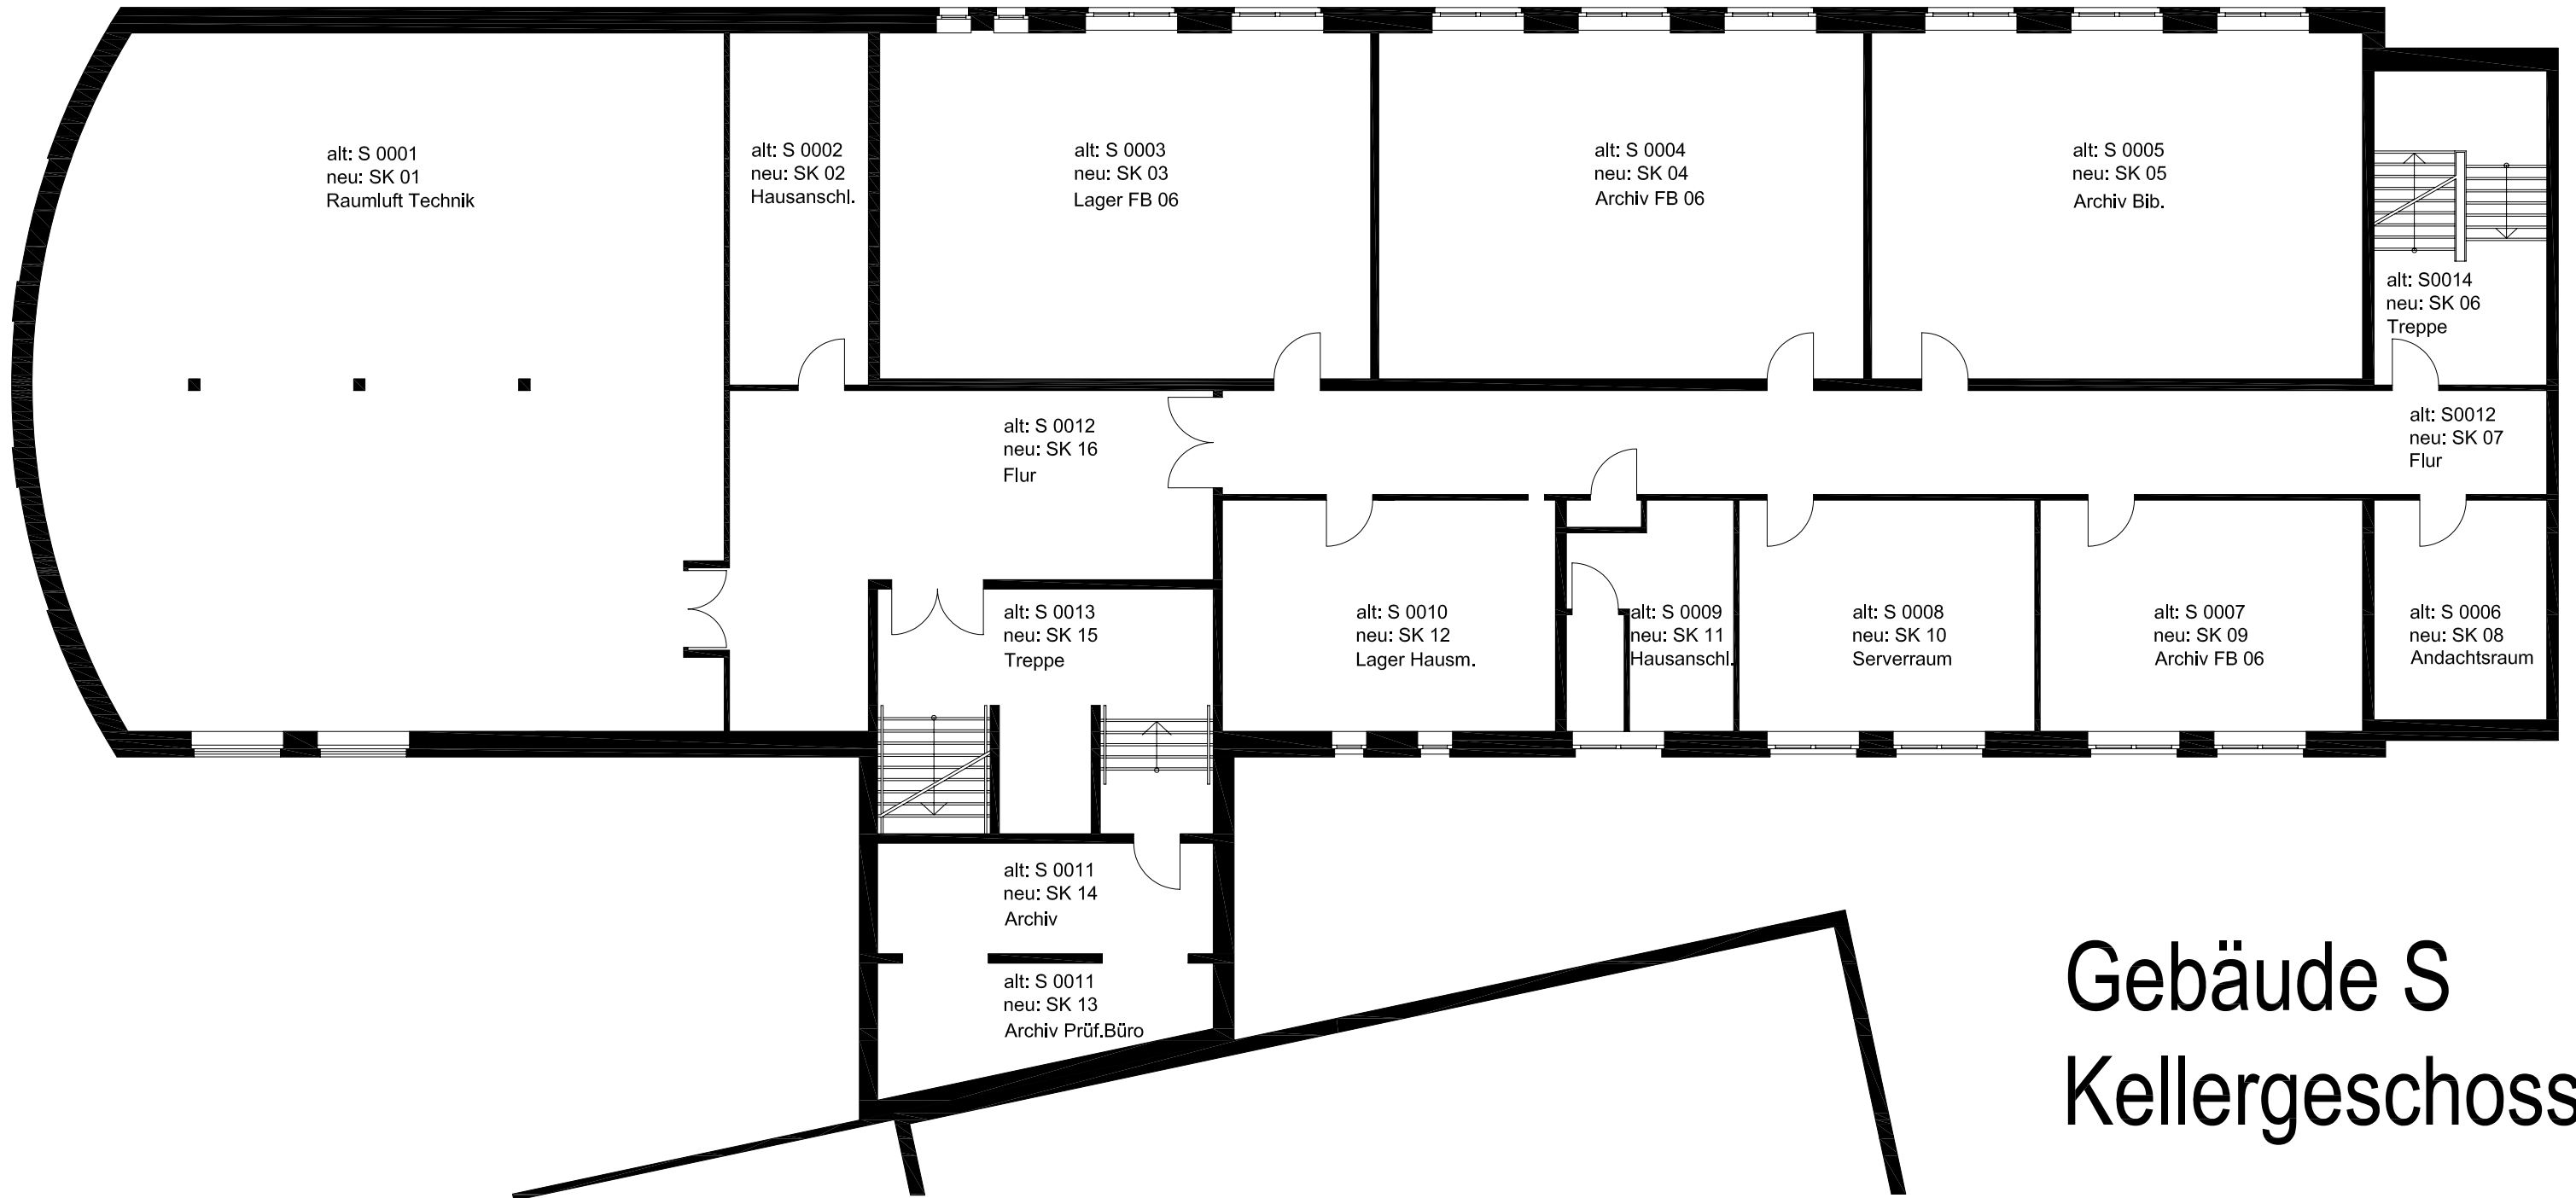 alt: S 0001
neu: SK 01
Raumluft Technik
alt: S 0002
neu: SK 02
Hausanschl.
alt: S 0003
neu: SK 03
Lager FB 06
alt: S 0004
neu: SK 04
Archiv FB 06
alt: S 0005
neu: SK 05
Archiv Bib.
alt: S0014
neu: SK 06
Treppe
alt: S 0012
neu: SK 16
Flur
alt: S0012
neu: SK 07
Flur
alt: S 0013
neu: SK 15
Treppe
alt: S 0010
neu: SK 12
Lager Hausm.
alt: S 0009
neu: SK 11
Hausanschl.
alt: S 0008
neu: SK 10
Serverraum
alt: S 0007
neu: SK 09
Archiv FB 06
alt: S 0006
neu: SK 08
Andachtsraum
alt: S 0011
neu: SK 14
Archiv
alt: S 0011
neu: SK 13
Archiv Prüf.Büro
Gebäude S
Kellergeschoss